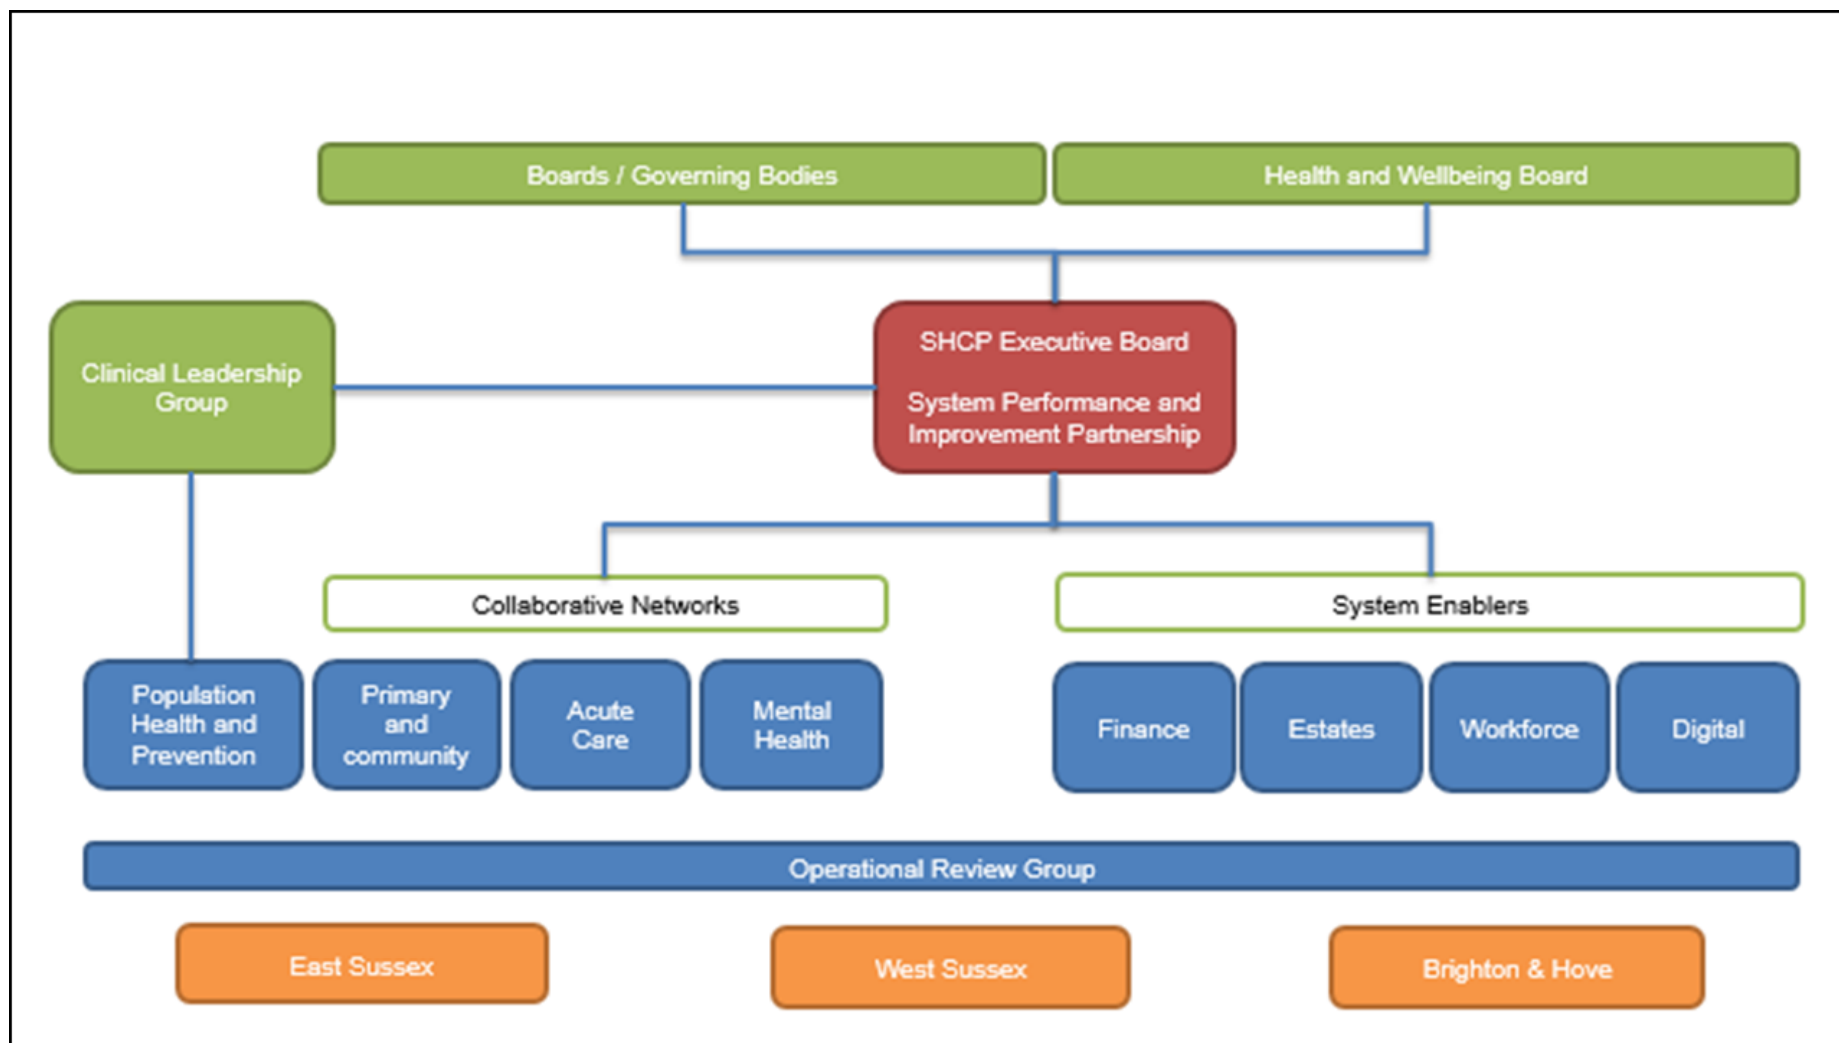 Boards / Governing Bodies
Health and Wellbeing Board
Clinical Leadership
Group
SHCP Executive Board
System Performance and
Improvement Partnership
Collaborative Networks
System Enablers
Population
Health and
Prevention
Primary
and
community
Acute
Care
Mental
Health
Finance
Estates
Workforce
Digital
Operational Review Group
East Sussex
West Sussex
Brighton & Hove